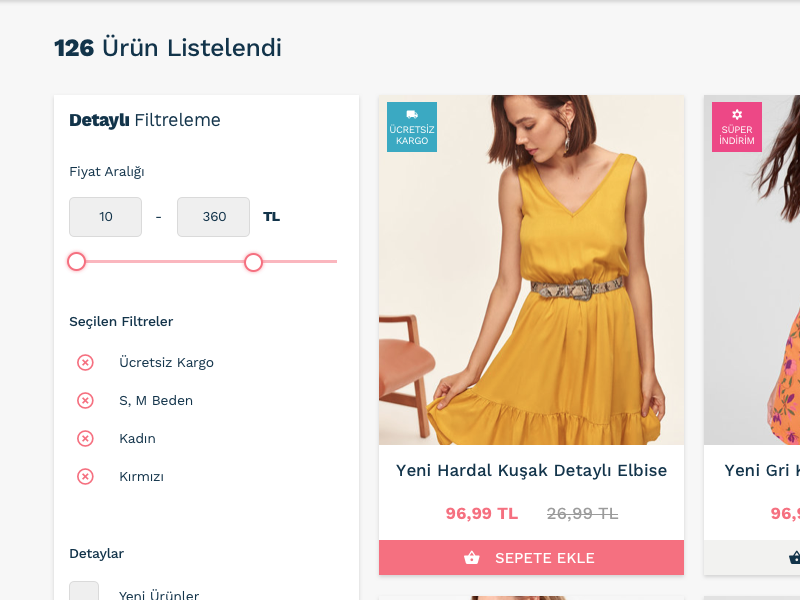 126 Ürün Listelendi
Detaylı Filtreleme
Fiyat Aralığı
10 - 360 TL
Seçilen Filtreler
Ücretsiz Kargo
S, M Beden
Kadın
Kırmızı
Detaylar
Yeni Ürünler
ÜCRETSİZ
KARGO
Yeni Hardal Kuşak Detaylı Elbise
96,99 TL 26,99 TL
SEPETE EKLE
SÜPER
İNDİRİM
Yeni Gri
96,9